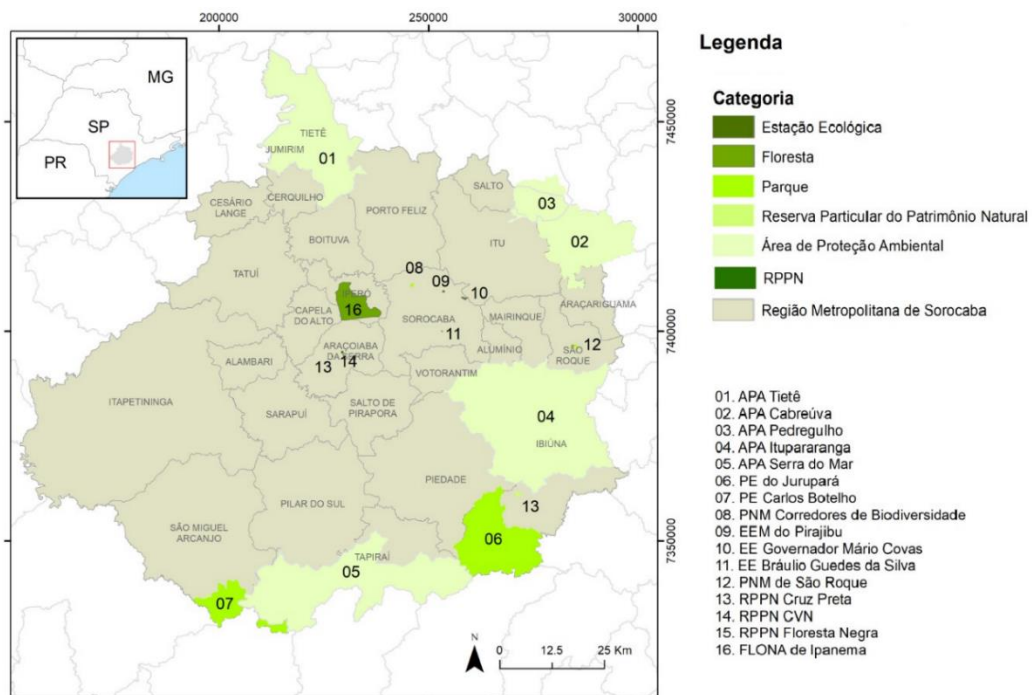 200000
250000
300000
7450000
7400000
7350000
MG
SP
PR
TIETÊ
JUMIRIM
01
CERQUILHO
CESÁRIO
LANGE
PORTO FELIZ
SALTO
03
02
BOITUVA
ITU
TATUÍ
08
09
10
IPERÓ
16
CAPELA
DO ALTO
SOROCABA
11
MAIRINQUE
ARAÇARIGUAMA
ALUMÍNIO
SÃO
ROQUE
12
ARAÇOIABA
DA SERRA
13
14
ALAMBARI
VOTORANTIM
ITAPETININGA
SARAPUÍ
SALTO DE
PIRAPORA
04
IBIÚNA
PIEDADE
PILAR DO SUL
SÃO MIGUEL
ARCANJO
13
06
TAPIRAÍ
05
07
N
0 12.5 25 Km
Legenda
Categoria
Estação Ecológica
Floresta
Parque
Reserva Particular do Patrimônio Natural
Área de Proteção Ambiental
RPPN
Região Metropolitana de Sorocaba
01. APA Tietê
02. APA Cabreúva
03. APA Pedregulho
04. APA Itupararanga
05. APA Serra do Mar
06. PE do Jurupará
07. PE Carlos Botelho
08. PNM Corredores de Biodiversidade
09. EEM do Pirajibu
10. EE Governador Mário Covas
11. EE Bráulio Guedes da Silva
12. PNM de São Roque
13. RPPN Cruz Preta
14. RPPN CVN
15. RPPN Floresta Negra
16. FLONA de Ipanema